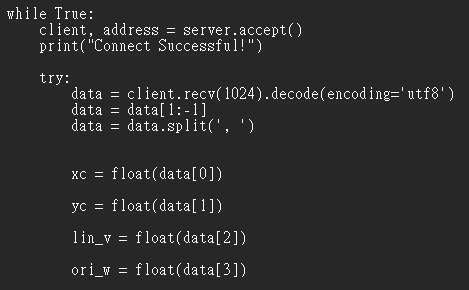 while True:
    client, address = server.accept()
    print("Connect Successful!")
    try:
        data = client.recv(1024).decode(encoding='utf8')
        data = data[1:-1]
        data = data.split(', ')
        xc = float(data[0])
        yc = float(data[1])
        lin_v = float(data[2])
        ori_w = float(data[3])